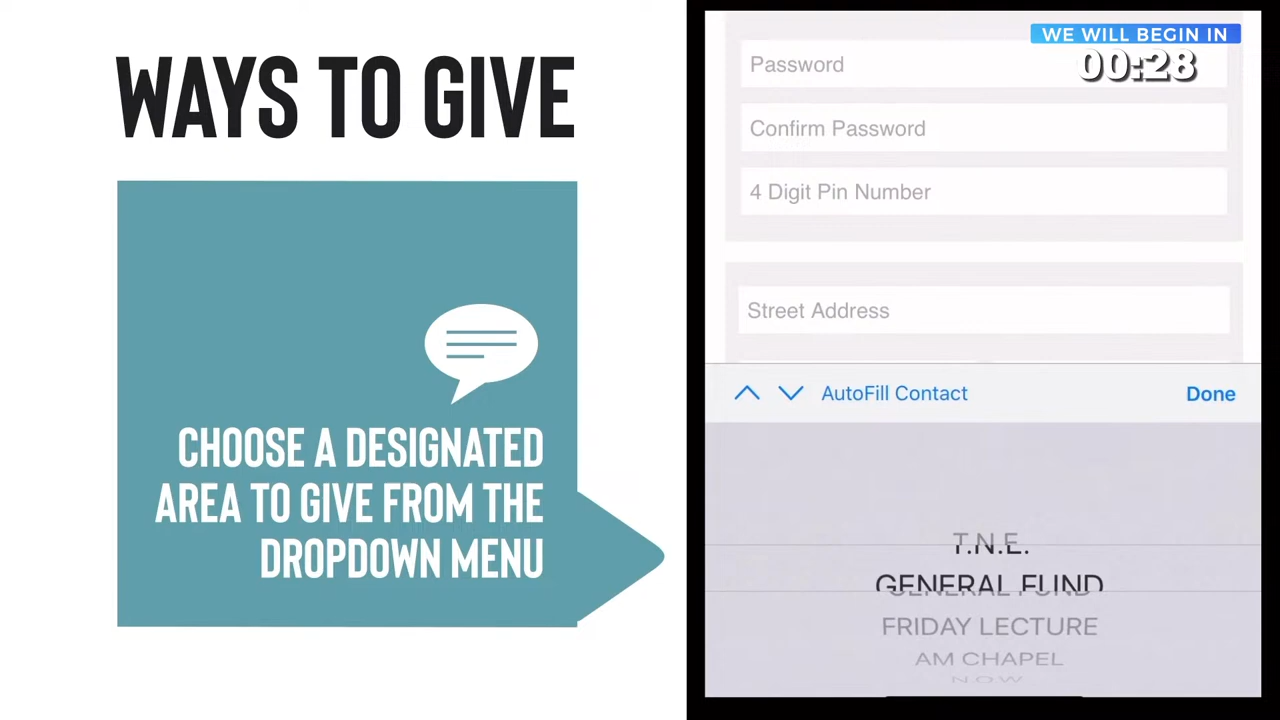 WAYS TO GIVE
CHOOSE A DESIGNATED
AREA TO GIVE FROM THE
DROPDOWN MENU
WE WILL BEGIN IN
00:28
Password
Confirm Password
4 Digit Pin Number
Street Address
AutoFill Contact
Done
T.N.E.
GENERAL FUND
FRIDAY LECTURE
AM CHAPEL
N.O.W